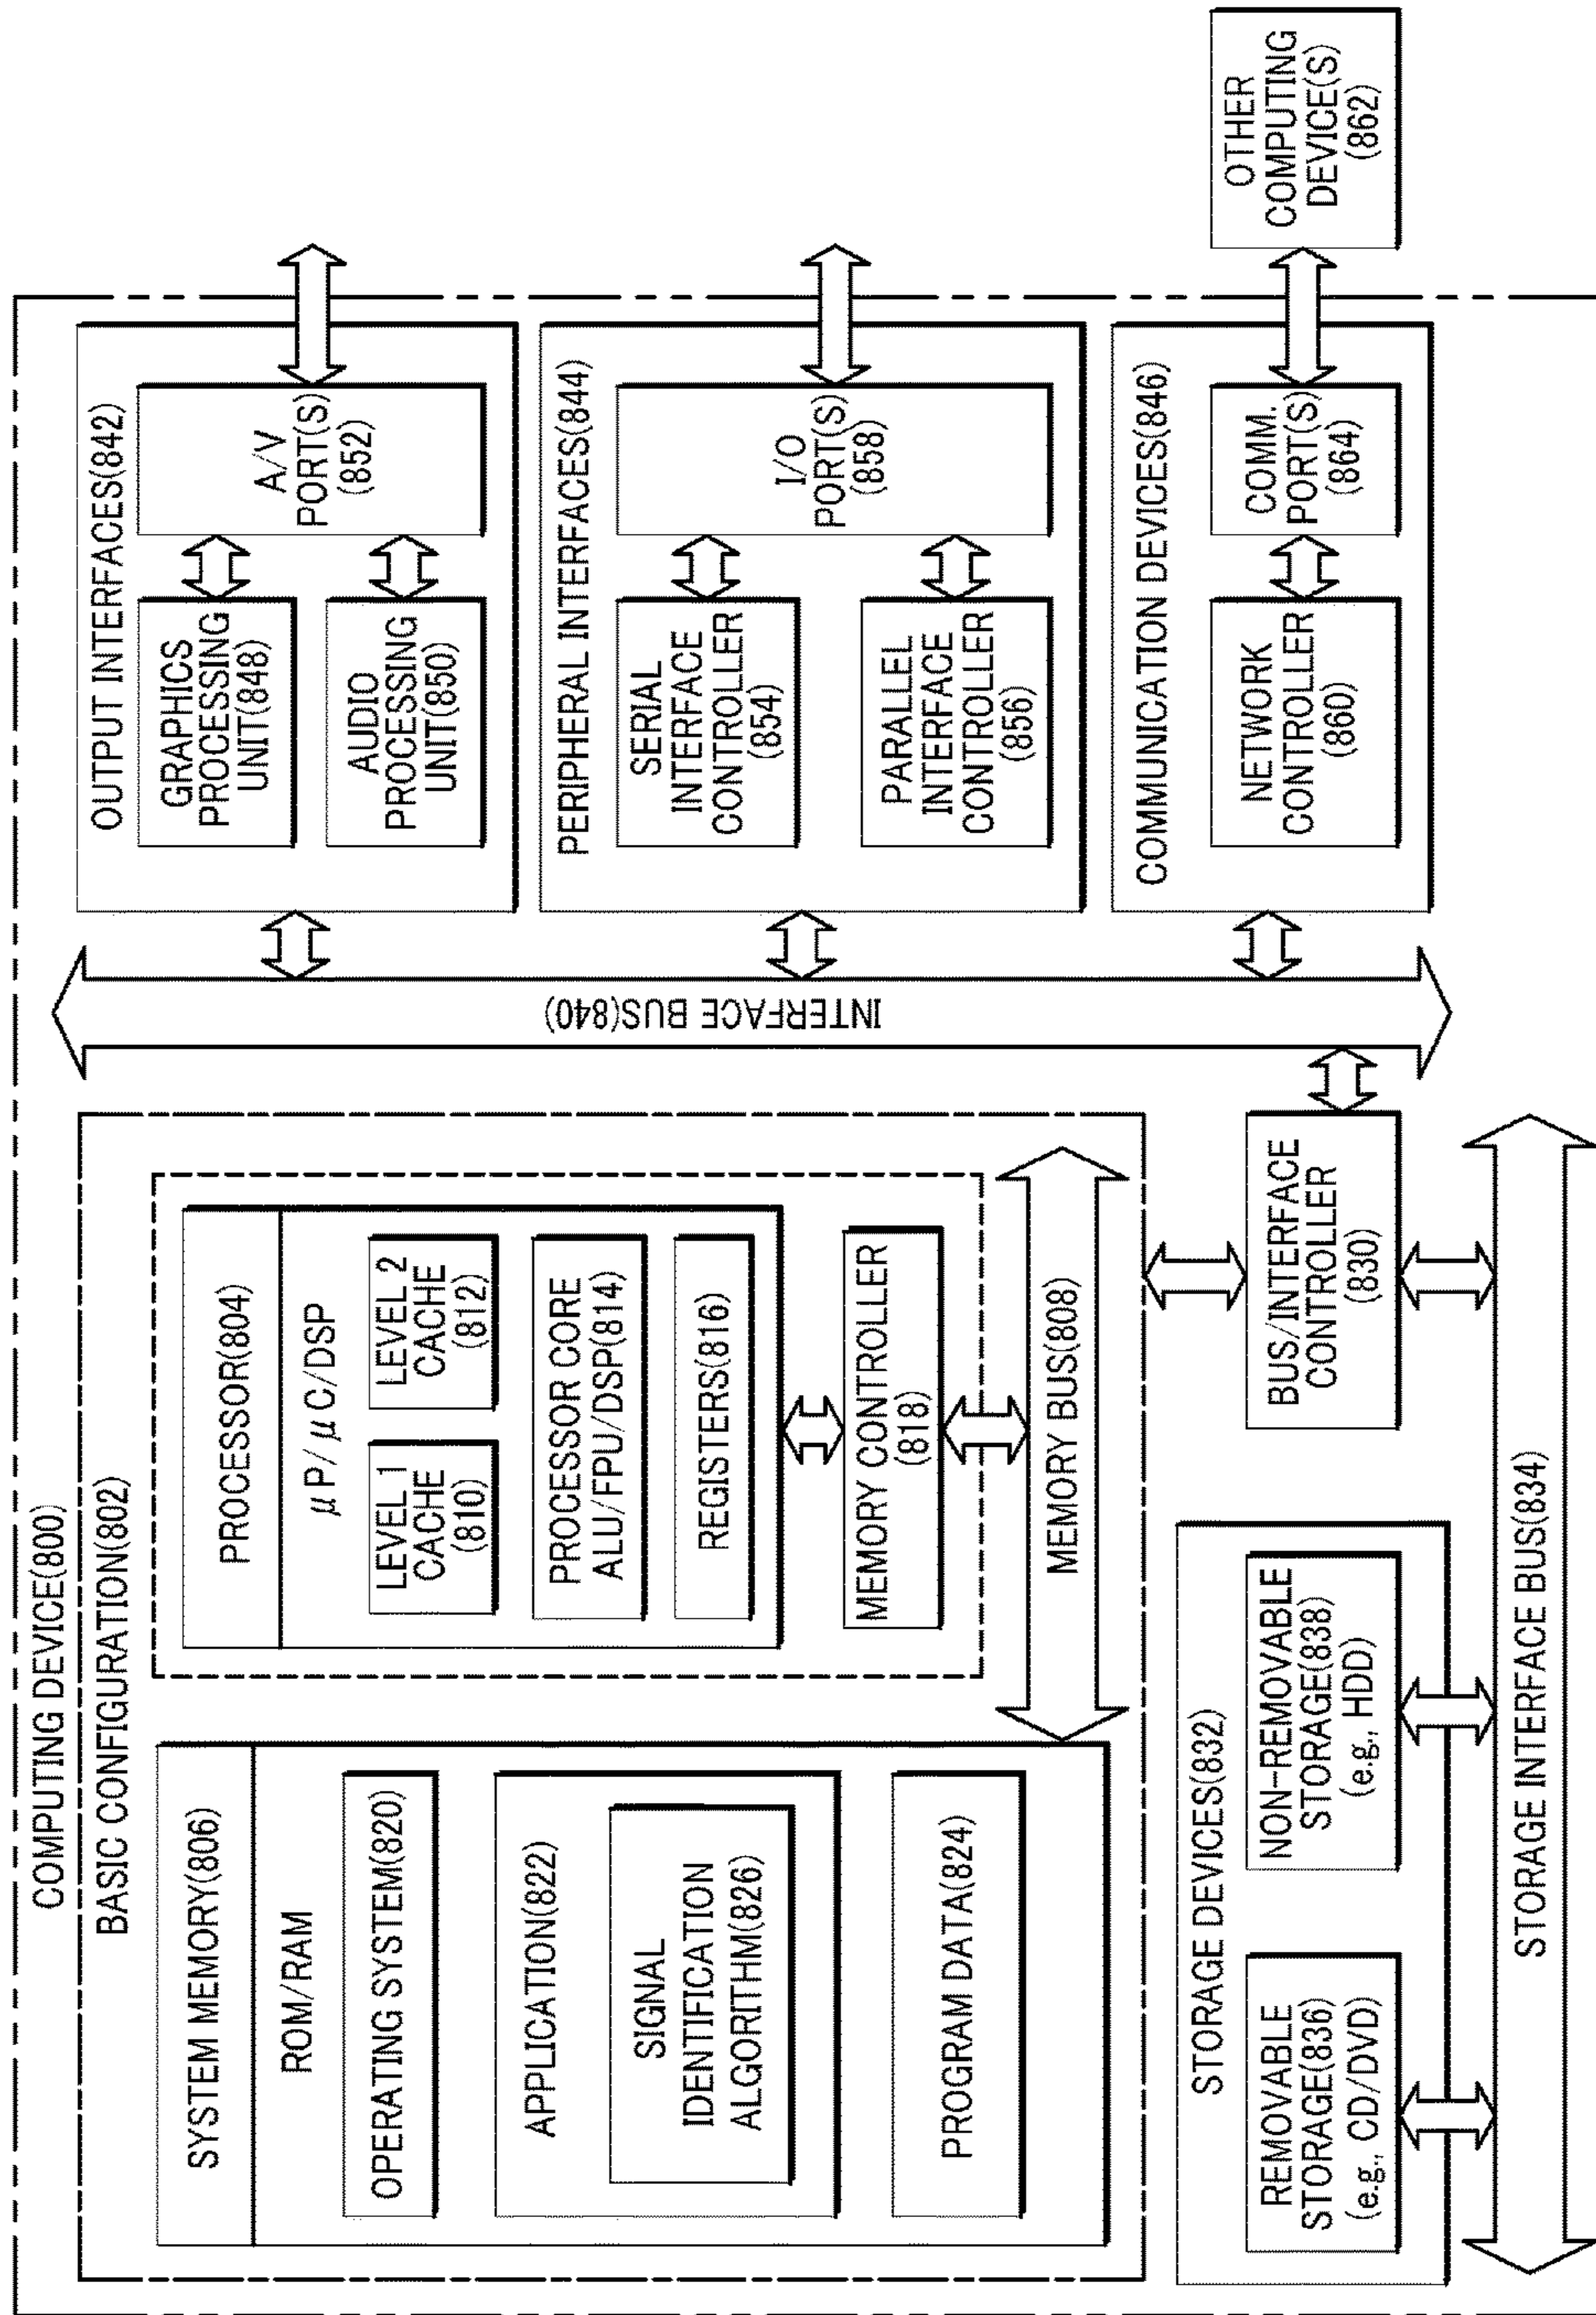 COMPUTING DEVICE(800)
BASIC CONFIGURATION(802)
SYSTEM MEMORY(806)
ROM/RAM
OPERATING SYSTEM(820)
APPLICATION(822)
SIGNAL
IDENTIFICATION
ALGORITHM(826)
PROGRAM DATA(824)
PROCESSOR(804)
μP/μC/DSP
LEVEL 1
CACHE
(810)
LEVEL 2
CACHE
(812)
PROCESSOR CORE
ALU/FPU/DSP(814)
REGISTERS(816)
MEMORY CONTROLLER
(818)
MEMORY BUS(808)
BUS/INTERFACE
CONTROLLER
(830)
STORAGE DEVICES(832)
REMOVABLE
STORAGE(836)
(e.g., CD/DVD)
NON-REMOVABLE
STORAGE(838)
(e.g., HDD)
STORAGE INTERFACE BUS(834)
INTERFACE BUS(840)
OUTPUT INTERFACES(842)
GRAPHICS
PROCESSING
UNIT(848)
AUDIO
PROCESSING
UNIT(850)
A/V
PORT(S)
(852)
PERIPHERAL INTERFACES(844)
SERIAL
INTERFACE
CONTROLLER
(854)
PARALLEL
INTERFACE
CONTROLLER
(856)
I/O
PORT(S)
(858)
COMMUNICATION DEVICES(846)
NETWORK
CONTROLLER
(860)
COMM.
PORT(S)
(864)
OTHER
COMPUTING
DEVICE(S)
(862)